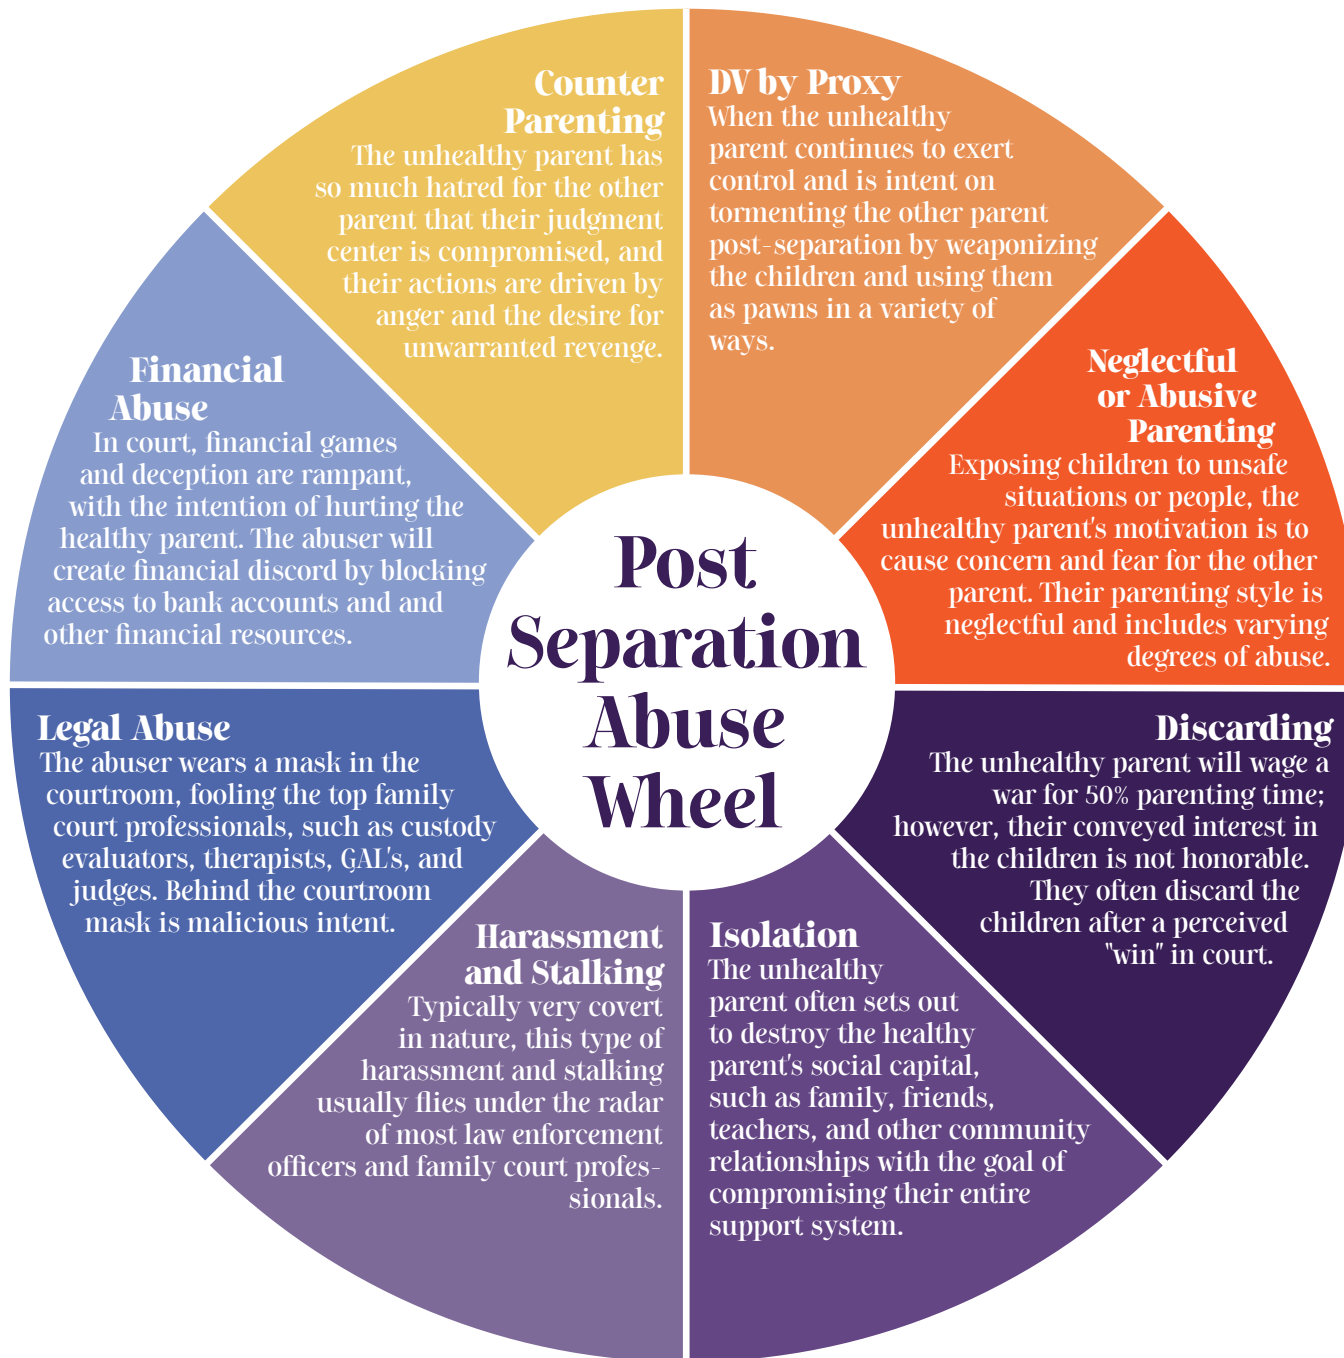 Post
Separation
Abuse
Wheel
DV by Proxy
When the unhealthy
parent continues to exert
control and is intent on
tormenting the other parent
post-separation by weaponizing
the children and using them
as pawns in a variety of
ways.
Neglectful
or Abusive
Parenting
Exposing children to unsafe
situations or people, the
unhealthy parent's motivation is to
cause concern and fear for the other
parent. Their parenting style is
neglectful and includes varying
degrees of abuse.
Discarding
The unhealthy parent will wage a
war for 50% parenting time;
however, their conveyed interest in
the children is not honorable.
They often discard the
children after a perceived
"win" in court.
Isolation
The unhealthy
parent often sets out
to destroy the healthy
parent's social capital,
such as family, friends,
teachers, and other community
relationships with the goal of
compromising their entire
support system.
Harassment
and Stalking
Typically very covert
in nature, this type of
harassment and stalking
usually flies under the radar
of most law enforcement
officers and family court profes-
sionals.
Legal Abuse
The abuser wears a mask in the
courtroom, fooling the top family
court professionals, such as custody
evaluators, therapists, GAL's, and
judges. Behind the courtroom
mask is malicious intent.
Financial
Abuse
In court, financial games
and deception are rampant,
with the intention of hurting the
healthy parent. The abuser will
create financial discord by blocking
access to bank accounts and and
other financial resources.
Counter
Parenting
The unhealthy parent has
so much hatred for the other
parent that their judgment
center is compromised, and
their actions are driven by
anger and the desire for
unwarranted revenge.